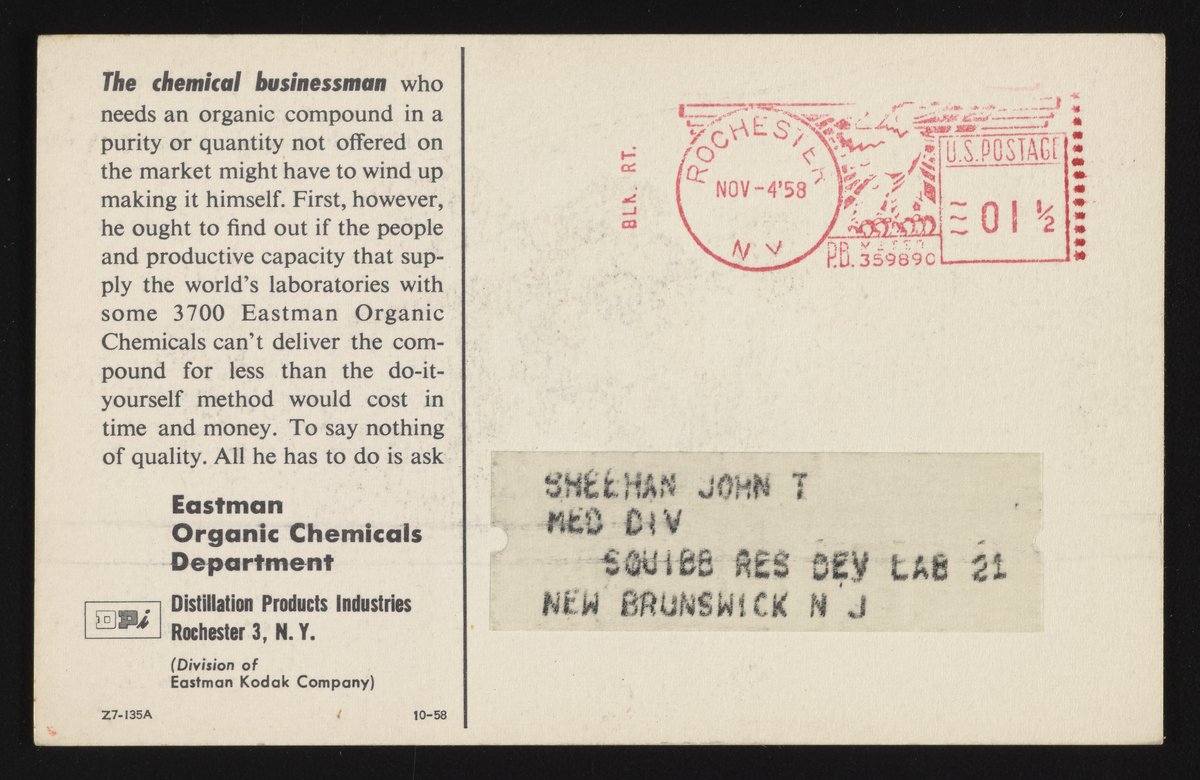 The chemical businessman who
needs an organic compound in a
purity or quantity not offered on
the market might have to wind up
making it himself. First, however,
he ought to find out if the people
and productive capacity that sup-
ply the world's laboratories with
some 3700 Eastman Organic
Chemicals can't deliver the com-
pound for less than the do-it-
yourself method would cost in
time and money. To say nothing
of quality. All he has to do is ask
Eastman
Organic Chemicals
Department
DPi
Distillation Products Industries
Rochester 3, N. Y.
(Division of
Eastman Kodak Company)
Z7-135A 10-58
BLK. RT.
ROCHESTER
NOV-4'58
N.Y.
U.S. POSTAGE
01 ½
P.B. METER
359890
SHEEHAN JOHN T
MED DIV
SQUIBB RES DEV LAB 21
NEW BRUNSWICK N J